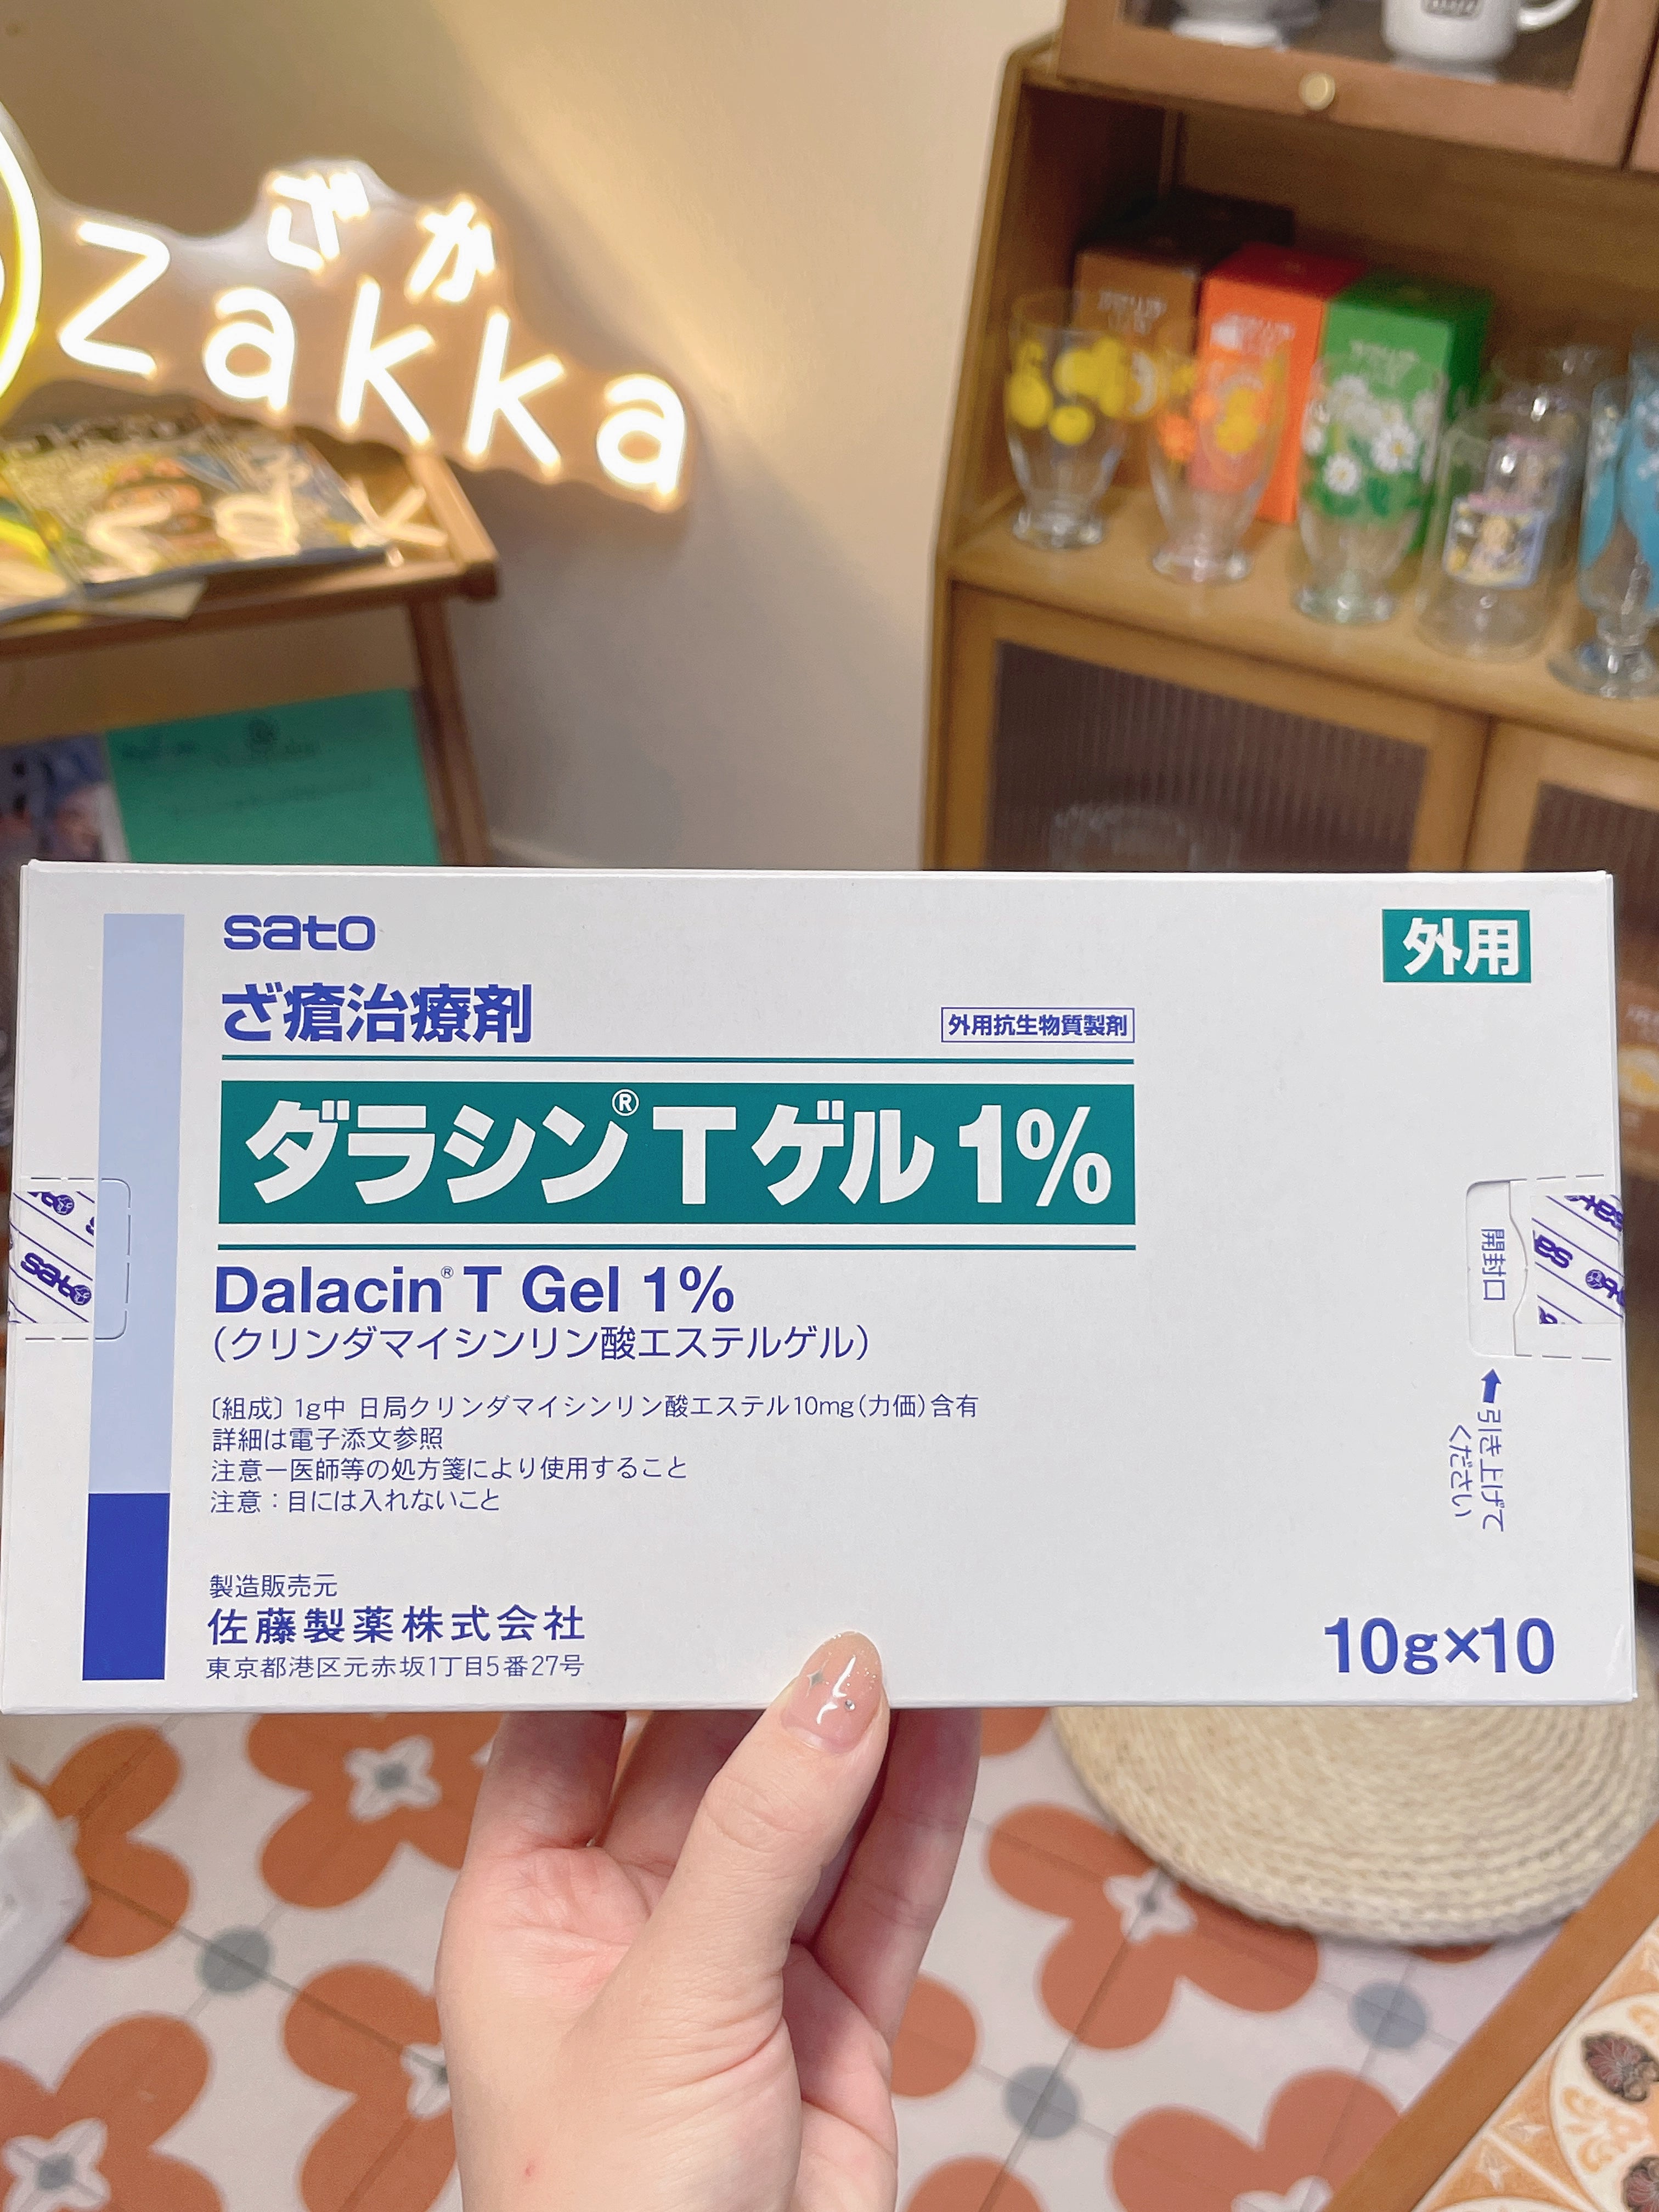 ざっか
zakka
sato
外用
ざ瘡治療剤
外用抗生物質製剤
ダラシン®Tゲル1%
Dalacin® T Gel 1%
(クリンダマイシンリン酸エステルゲル)
〔組成〕1g中 日局クリンダマイシンリン酸エステル10mg(力価)含有
詳細は電子添文参照
注意-医師等の処方箋により使用すること
注意:目には入れないこと
製造販売元
佐藤製薬株式会社
東京都港区元赤坂1丁目5番27号
開封口
⬆引き上げて
ください
10g×10